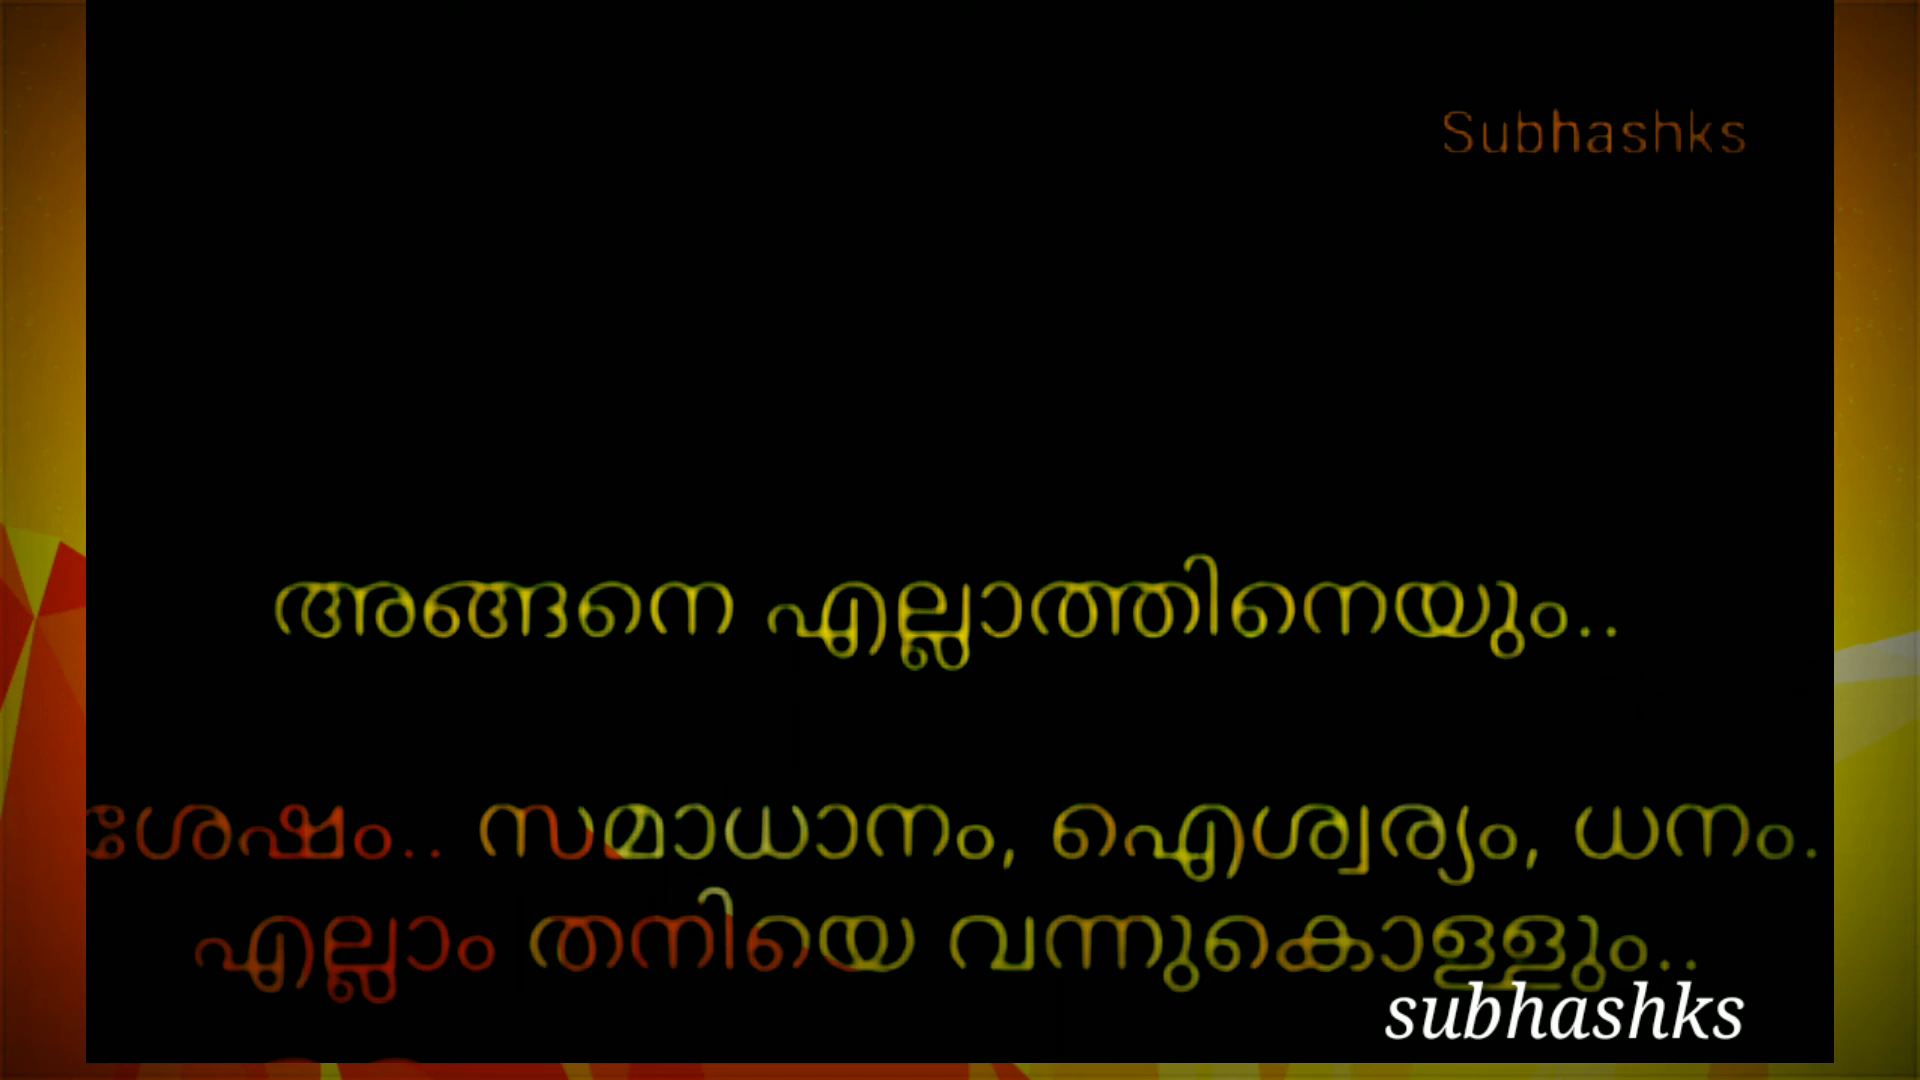 Subhashks
അങ്ങനെ എല്ലാത്തിനെയും..
ശേഷം.. സമാധാനം, ഐശ്വര്യം, ധനം.
എല്ലാം തനിയെ വന്നുകൊള്ളും..
subhashks